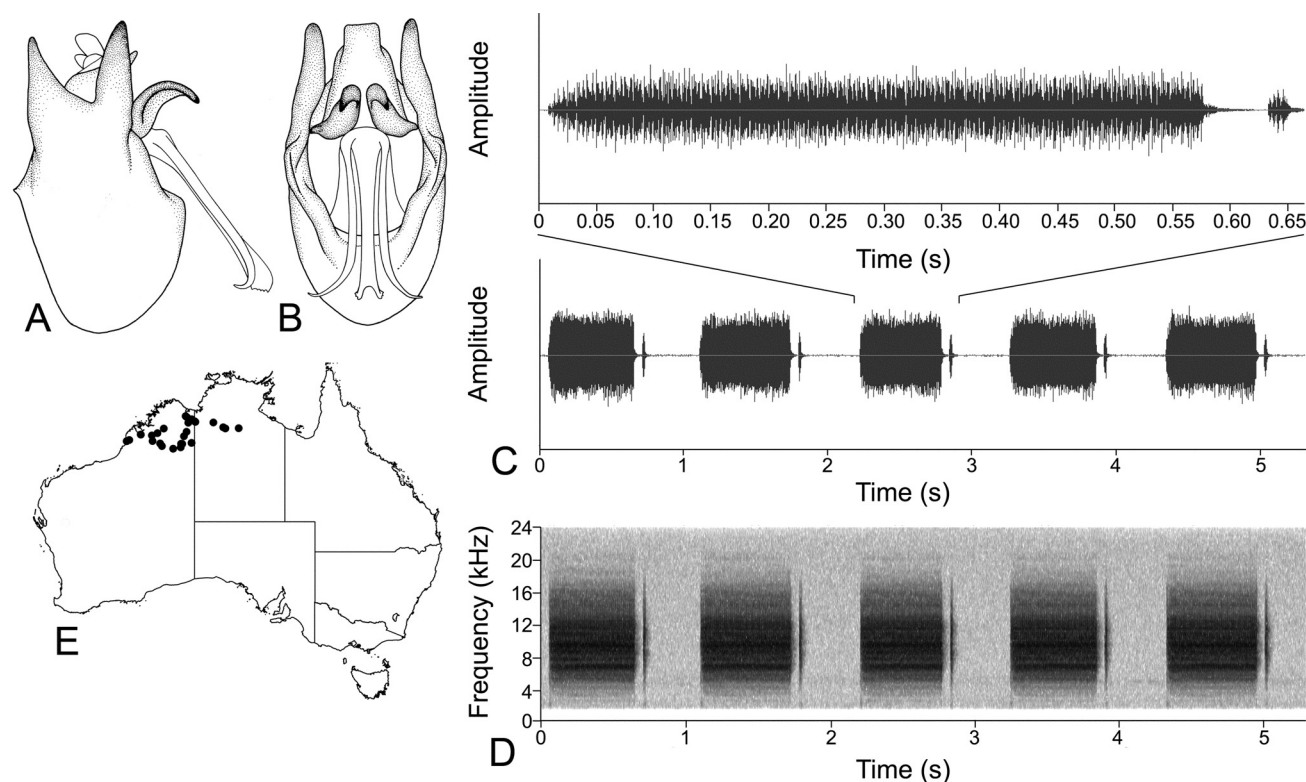 A
B
Amplitude
0 0.05 0.10 0.15 0.20 0.25 0.30 0.35 0.40 0.45 0.50 0.55 0.60 0.65
Time (s)
Amplitude
0 1 2 3 4 5
C
Time (s)
E
Frequency (kHz)
24
20
16
12
8
4
0
0 1 2 3 4 5
D
Time (s)